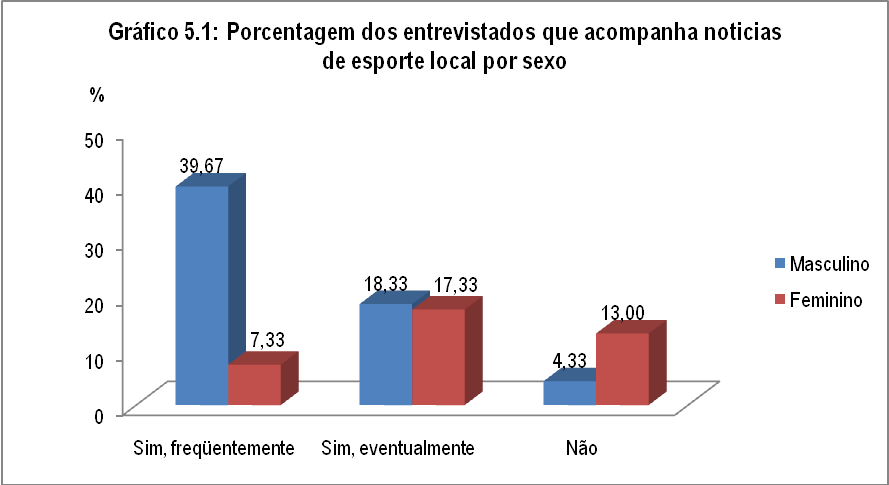 Gráfico 5.1: Porcentagem dos entrevistados que acompanha noticias
de esporte local por sexo
%
50
40
30
20
10
0
39,67
7,33
18,33
17,33
4,33
13,00
Sim, freqüentemente
Sim, eventualmente
Não
Masculino
Feminino